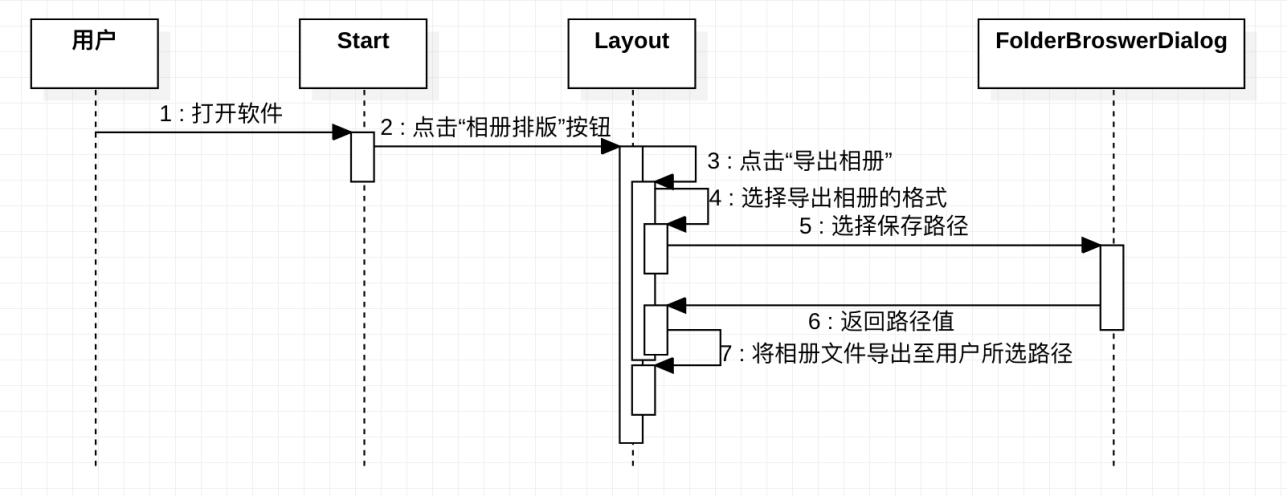 用户
Start
Layout
FolderBroswerDialog
1 : 打开软件
2 : 点击“相册排版”按钮
3 : 点击“导出相册”
4 : 选择导出相册的格式
5 : 选择保存路径
6 : 返回路径值
7 : 将相册文件导出至用户所选路径